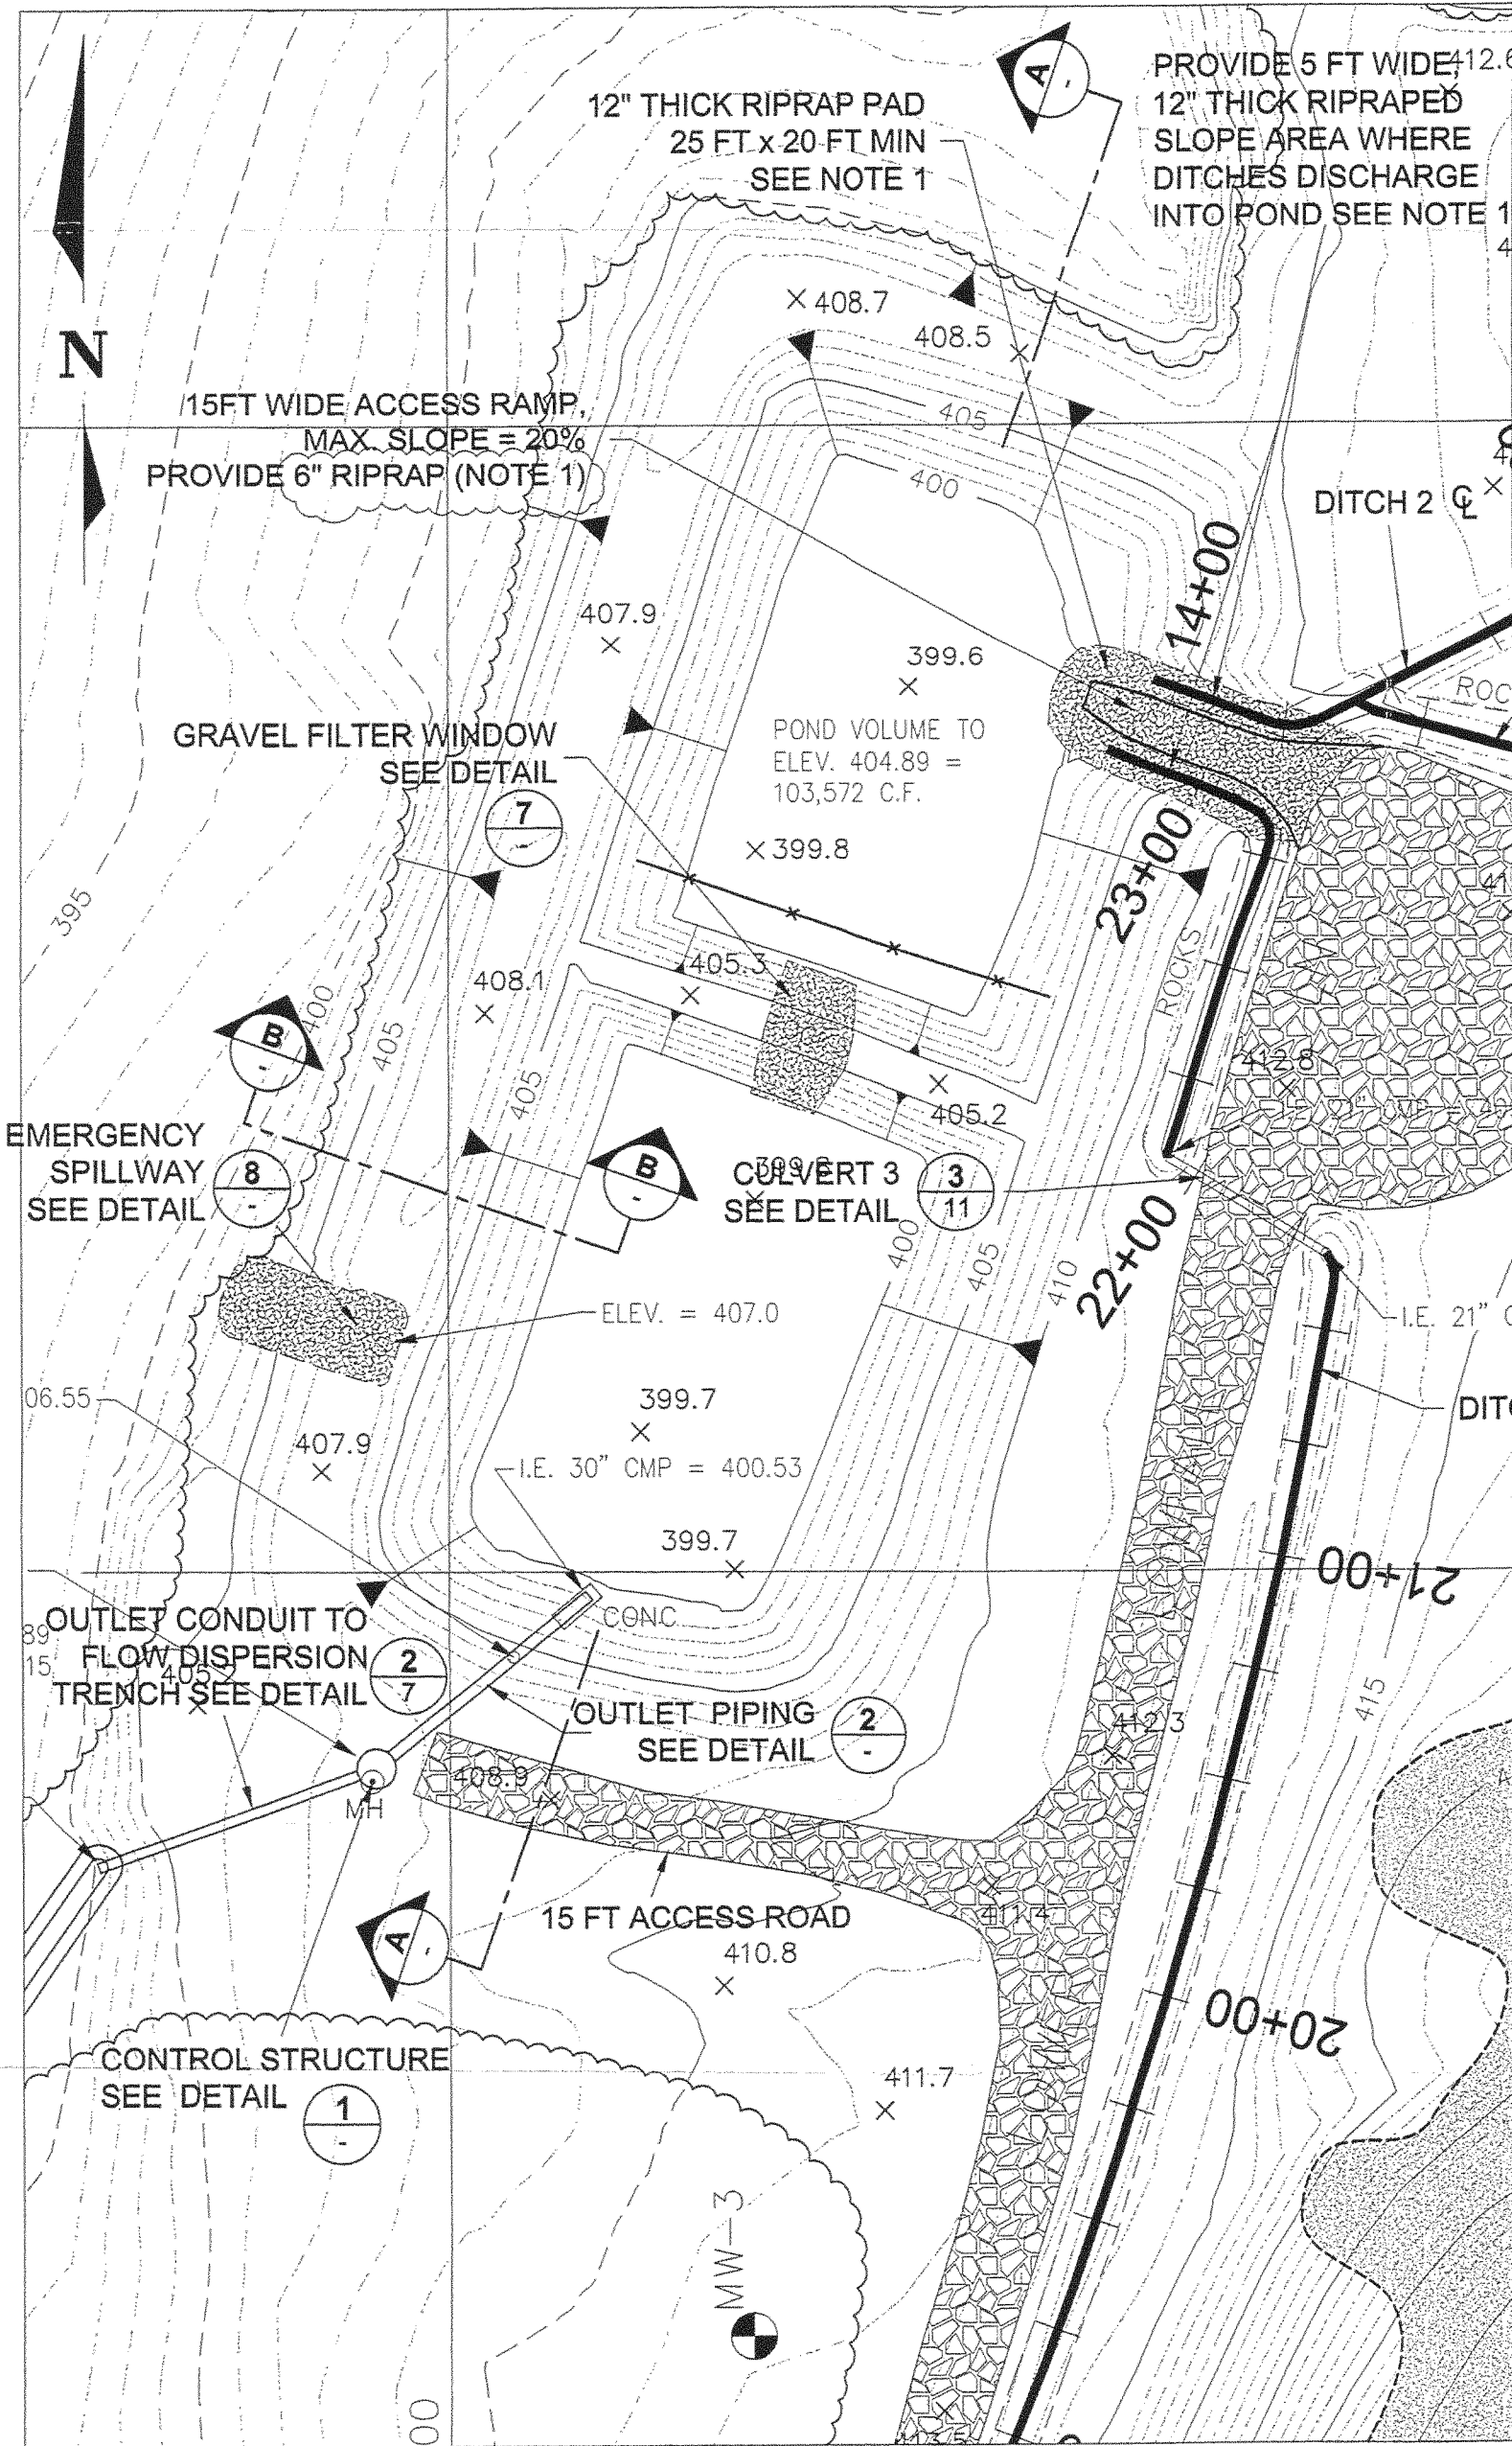 PROVIDE 5 FT WIDE,
12" THICK RIPRAPED
SLOPE AREA WHERE
DITCHES DISCHARGE
INTO POND SEE NOTE 1
A
-
12" THICK RIPRAP PAD
25 FT x 20 FT MIN
SEE NOTE 1
N
408.7
408.5
15FT WIDE ACCESS RAMP,
MAX. SLOPE = 20%
PROVIDE 6" RIPRAP (NOTE 1)
405
400
DITCH 2 ℄
14+00
407.9
399.6
GRAVEL FILTER WINDOW
SEE DETAIL
7
-
POND VOLUME TO
ELEV. 404.89 =
103,572 C.F.
399.8
23+00
395
ROCKS
405.3
408.1
400
405
B
-
405
412.8
405.2
EMERGENCY
SPILLWAY
SEE DETAIL
8
-
B
-
CULVERT 3
SEE DETAIL
3
11
22+00
400
405
410
ELEV. = 407.0
I.E. 21"
06.55
399.7
407.9
I.E. 30" CMP = 400.53
399.7
21+00
CONC
OUTLET CONDUIT TO
FLOW DISPERSION
TRENCH SEE DETAIL
2
7
OUTLET PIPING
SEE DETAIL
2
-
415
412.3
408.9
MH
15 FT ACCESS ROAD
411.4
410.8
A
-
20+00
CONTROL STRUCTURE
SEE DETAIL
1
-
411.7
MW-3
00